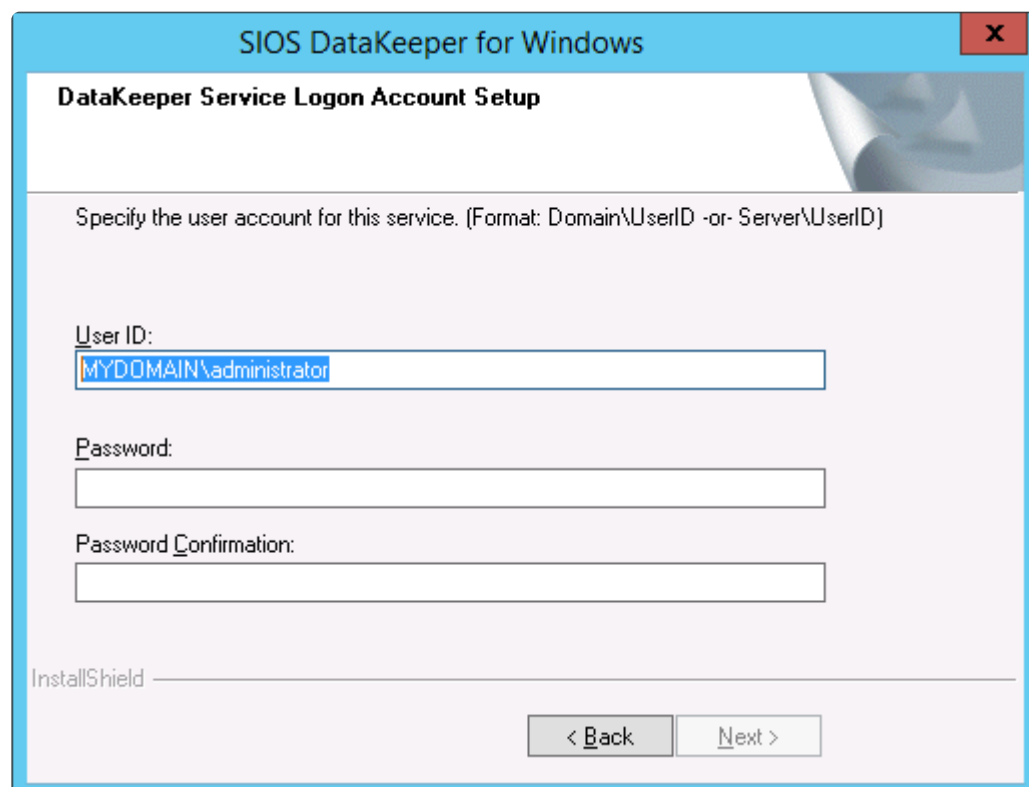 SIOS DataKeeper for Windows
x
DataKeeper Service Logon Account Setup
Specify the user account for this service. (Format: Domain\UserID -or- Server\UserID)
User ID:
MYDOMAIN\administrator
Password:
Password Confirmation:
InstallShield
< Back
Next >